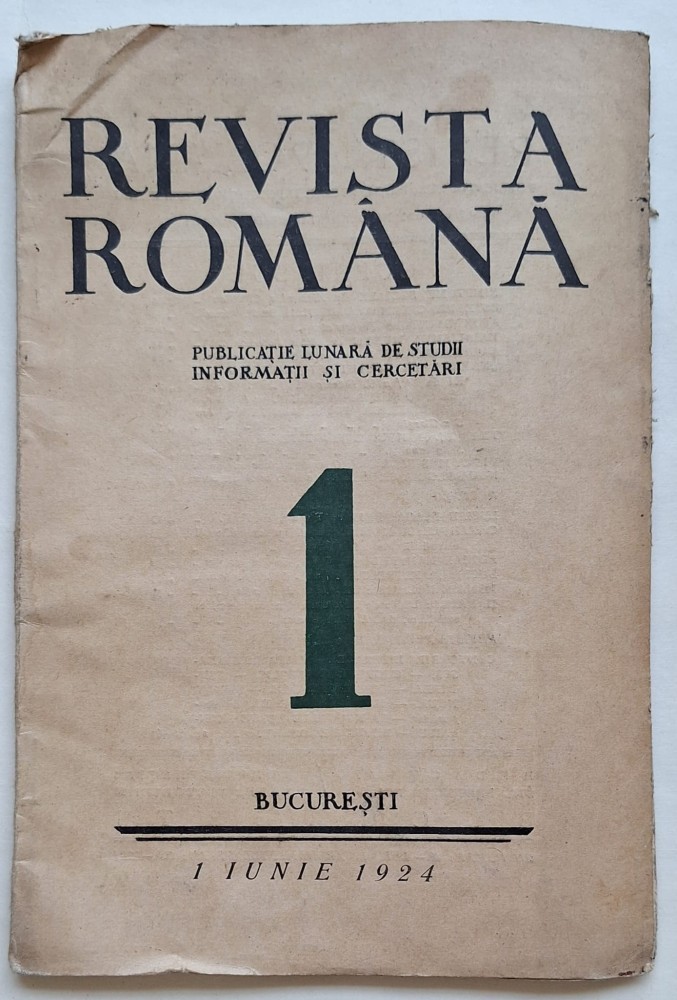 REVISTA
ROMÂNĂ
PUBLICAȚIE LUNARĂ DE STUDII
INFORMAȚII ȘI CERCETĂRI
1
BUCUREȘTI
1 IUNIE 1924